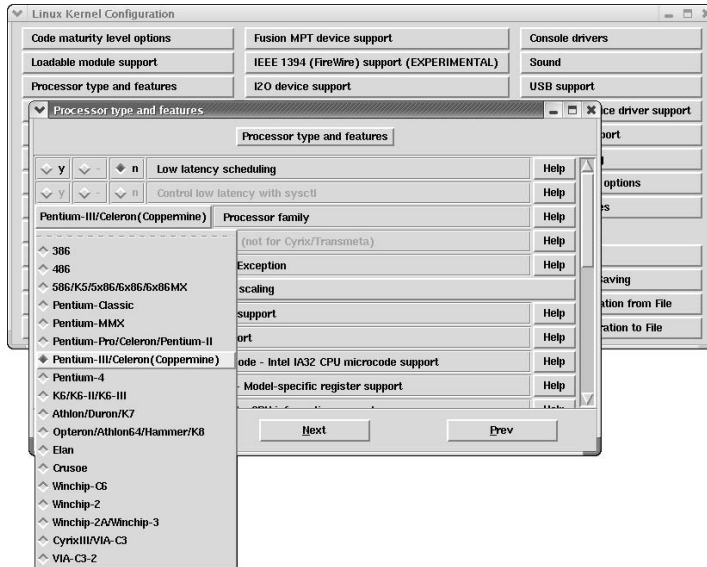 Linux Kernel Configuration
Code maturity level options
Fusion MPT device support
Console drivers
Loadable module support
IEEE 1394 (FireWire) support (EXPERIMENTAL)
Sound
Processor type and features
I2O device support
USB support
Processor type and features
ice driver support
Processor type and features
port
y - n Low latency scheduling Help
y - n Control low latency with sysctl Help
options
Pentium-III/Celeron(Coppermine) Processor family Help
es
(not for Cyrix/Transmeta) Help
386
Exception Help
486
Saving
586/K5/5x86/6x86/6x86MX
scaling
Pentium-Classic
ation from File
support Help
Pentium-MMX
ration to File
Pentium-Pro/Celeron/Pentium-II
ort Help
Pentium-III/Celeron(Coppermine)
ode - Intel IA32 CPU microcode support Help
Pentium-4
- Model-specific register support Help
K6/K6-II/K6-III
Athlon/Duron/K7
Opteron/Athlon64/Hammer/K8
Next
Prev
Elan
Crusoe
Winchip-C6
Winchip-2
Winchip-2A/Winchip-3
CyrixIII/VIA-C3
VIA-C3-2